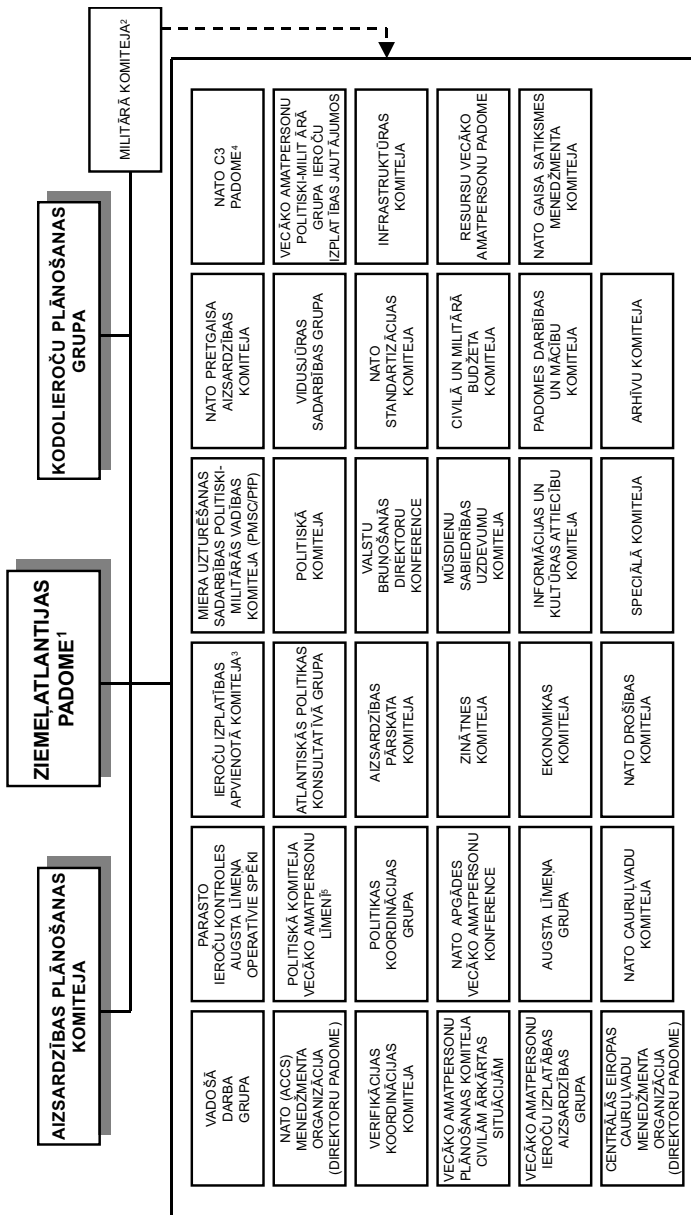 AIZSARDZĪBAS PLĀNOŠANAS
KOMITEJA
ZIEMEĻATLANTIJAS
PADOME¹
KODOLIEROČU PLĀNOŠANAS
GRUPA
MILITĀRĀ KOMITEJA²
VADOŠĀ
DARBA
GRUPA
PARASTO
IEROČU KONTROLES
AUGSTA LĪMEŅA
OPERATĪVIE SPĒKI
IEROČU IZPLATĪBAS
APVIENOTĀ KOMITEJA³
MIERA UZTURĒŠANAS
SADARBĪBAS POLITISKI-
MILITĀRĀS VADĪBAS
KOMITEJA (PMSC/PfP)
NATO PRETGAISA
AIZSARDZĪBAS
KOMITEJA
NATO C3
PADOME⁴
NATO (ACCS)
MENEDŽMENTA
ORGANIZĀCIJA
(DIREKTORU PADOME)
POLITISKĀ KOMITEJA
VECĀKO AMATPERSONU
LĪMENĪ⁵
ATLANTISKĀS POLITIKAS
KONSULTATĪVĀ GRUPA
POLITISKĀ
KOMITEJA
VIDUSJŪRAS
SADARBĪBAS GRUPA
VECĀKO AMATPERSONU
POLITISKI-MILIT ĀRĀ
GRUPA IEROČU
IZPLATĪBAS JAUTĀJUMOS
VERIFIKĀCIJAS
KOORDINĀCIJAS
KOMITEJA
POLITIKAS
KOORDINĀCIJAS
GRUPA
AIZSARDZĪBAS
PĀRSKATA
KOMITEJA
VALSTU
BRUŅOŠANĀS
DIREKTORU
KONFERENCE
NATO
STANDARTIZĀCIJAS
KOMITEJA
INFRASTRUKTŪRAS
KOMITEJA
VECĀKO AMATPERSONU
PLĀNOŠANAS KOMITEJA
CIVILĀM ĀRKĀRTAS
SITUĀCIJĀM
NATO APGĀDES
VECĀKO AMATPERSONU
KONFERENCE
ZINĀTNES
KOMITEJA
MŪSDIENU
SABIEDRĪBAS
UZDEVUMU
KOMITEJA
CIVILĀ UN MILITĀRĀ
BUDŽETA
KOMITEJA
RESURSU VECĀKO
AMATPERSONU PADOME
VECĀKO AMATPERSONU
IEROČU IZPLATĀBAS
AIZSARDZĪBAS
GRUPA
AUGSTA LĪMEŅA
GRUPA
EKONOMIKAS
KOMITEJA
INFORMĀCIJAS UN
KULTŪRAS ATTIECĪBU
KOMITEJA
PADOMES DARBĪBAS
UN MĀCĪBU
KOMITEJA
NATO GAISA SATIKSMES
MENEDŽMENTA
KOMITEJA
CENTRĀLĀS EIROPAS
CAURUĻVADU
MENEDŽMENTA
ORGANIZĀCIJA
(DIREKTORU PADOME)
NATO CAURUĻVADU
KOMITEJA
NATO DROŠĪBAS
KOMITEJA
SPECIĀLĀ KOMITEJA
ARHĪVU KOMITEJA